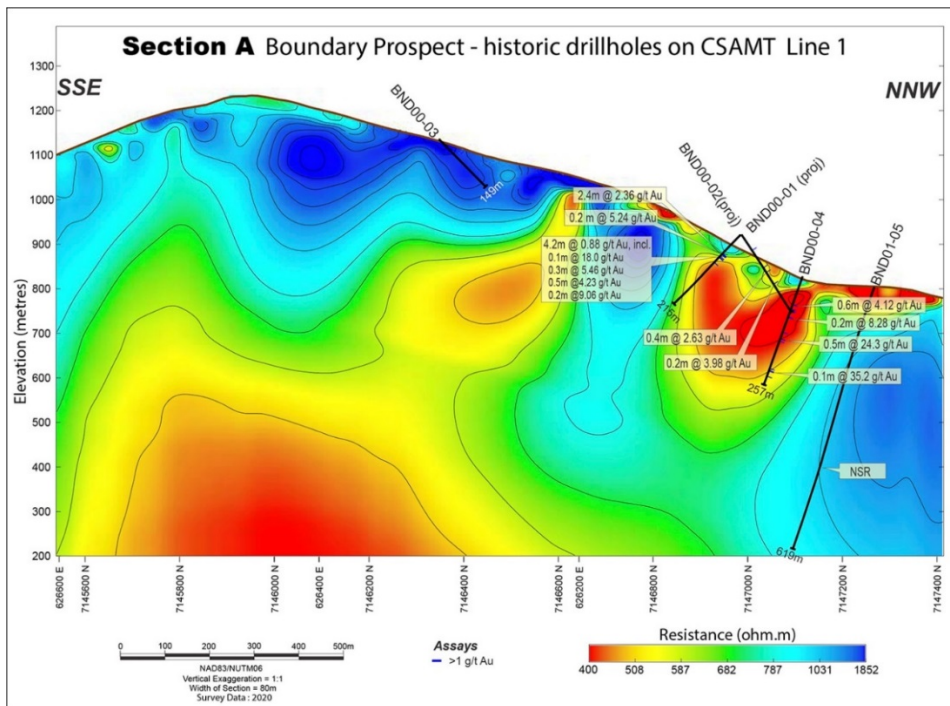 Section A Boundary Prospect - historic drillholes on CSAMT Line 1
SSE
NNW
Elevation (metres)
1300
1200
1100
1000
900
800
700
600
500
400
300
200
BND00-03
149m
BND00-02(proj)
BND00-01 (proj)
BND00-04
BND01-05
2.4m @ 2.36 g/t Au
0.2 m @ 5.24 g/t Au
4.2m @ 0.88 g/t Au, incl.
0.1m @ 18.0 g/t Au
0.3m @ 5.46 g/t Au
0.5m @4.23 g/t Au
0.2m @9.06 g/t Au
216m
0.4m @ 2.63 g/t Au
0.2m @ 3.98 g/t Au
0.6m @ 4.12 g/t Au
0.2m @ 8.28 g/t Au
0.5m @ 24.3 g/t Au
0.1m @ 35.2 g/t Au
257m
NSR
619m
626600 E
7145600 N
7145800 N
7146000 N
626400 E
7146200 N
7146400 N
7146600 N
626200 E
7146800 N
7147000 N
7147200 N
7147400 N
0 100 200 300 400 500m
NAD83/NUTM06
Vertical Exaggeration = 1:1
Width of Section = 80m
Survey Data : 2020
Assays
>1 g/t Au
Resistance (ohm.m)
400 508 587 682 787 1031 1852